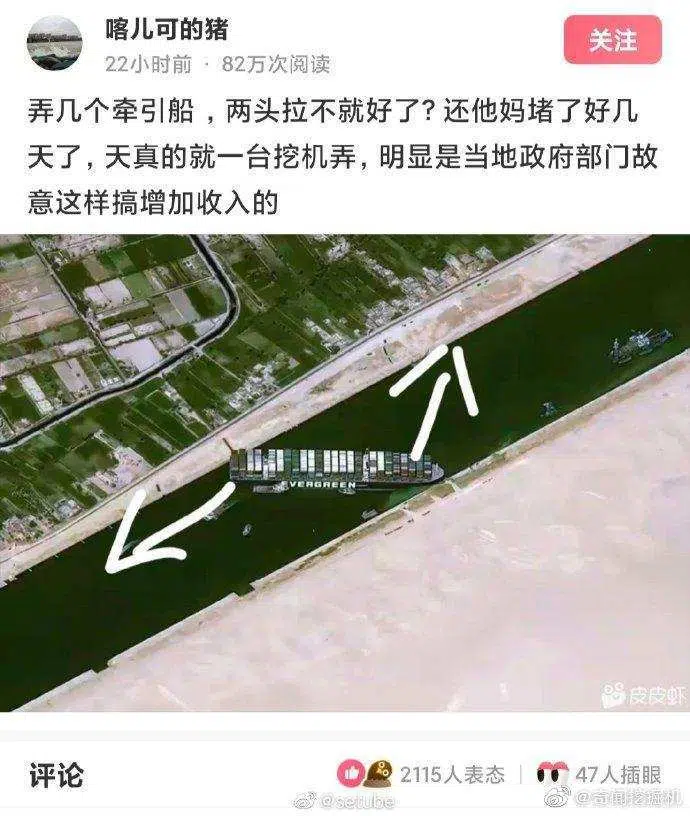 喀儿可的猪
22小时前 · 82万次阅读
关注
弄几个牵引船，两头拉不就好了？还他妈堵了好几
天了，天真的就一台挖机弄，明显是当地政府部门故
意这样搞增加收入的
EVERGREEN
皮皮虾
评论
2115人表态
47人插眼
@setube
@奇闻挖掘机